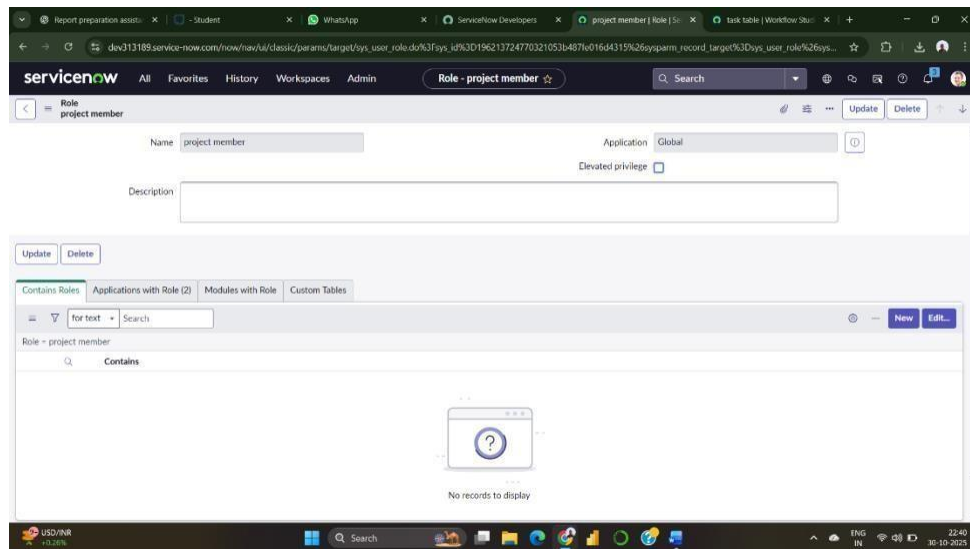 Report preparation assista
- Student
WhatsApp
ServiceNow Developers
project member | Role | Se
task table | Workflow Stud
dev313189.service-now.com/now/nav/ui/classic/params/target/sys_user_role.do%3Fsys_id%3D196213724770321053b487fe016d4315%26sysparm_record_target%3Dsys_user_role%26sys...
servicenow All Favorites History Workspaces Admin Role - project member Search 3
Role
project member
Update Delete
Name project member Application Global
Elevated privilege
Description
Update Delete
Contains Roles Applications with Role (2) Modules with Role Custom Tables
for text Search New Edit...
Role = project member
Contains
No records to display
USD/INR
+0.26%
Search
ENG
IN
22:40
30-10-2025